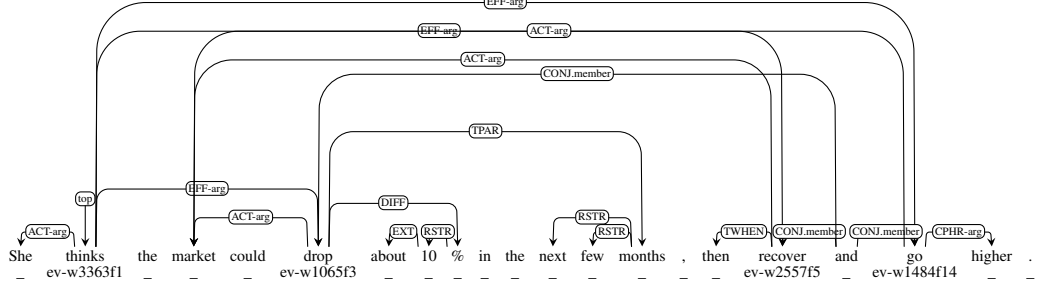 EFF-arg
EFF-arg ACT-arg
ACT-arg
CONJ.member
TPAR
EFF-arg
top DIFF
ACT-arg RSTR
ACT-arg EXT RSTR RSTR TWHEN CONJ.member CONJ.member CPHR-arg
She thinks the market could drop about 10 % in the next few months , then recover and go higher .
_ ev-w3363f1 _ _ _ ev-w1065f3 _ _ _ _ _ _ _ _ _ _ ev-w2557f5 _ ev-w1484f14 _ _